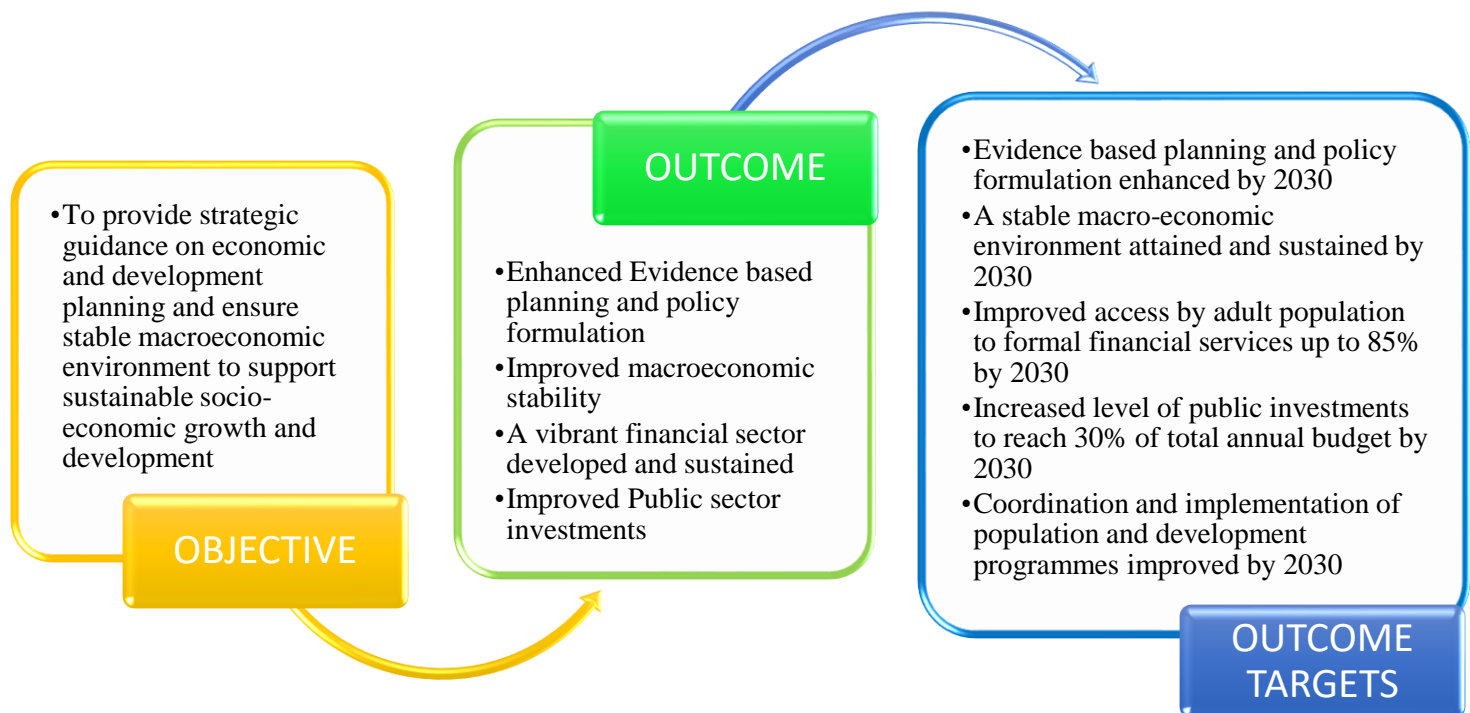 •To provide strategic
guidance on economic
and development
planning and ensure
stable macroeconomic
environment to support
sustainable socio-
economic growth and
development
OBJECTIVE
OUTCOME
•Enhanced Evidence based
planning and policy
formulation
•Improved macroeconomic
stability
•A vibrant financial sector
developed and sustained
•Improved Public sector
investments
•Evidence based planning and policy
formulation enhanced by 2030
•A stable macro-economic
environment attained and sustained by
2030
•Improved access by adult population
to formal financial services up to 85%
by 2030
•Increased level of public investments
to reach 30% of total annual budget by
2030
•Coordination and implementation of
population and development
programmes improved by 2030
OUTCOME
TARGETS